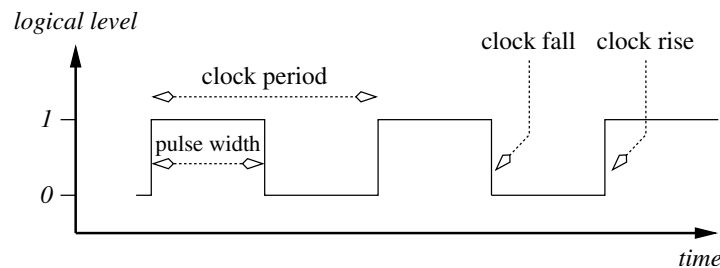 logical level
clock fall
clock rise
clock period
1
pulse width
0
time